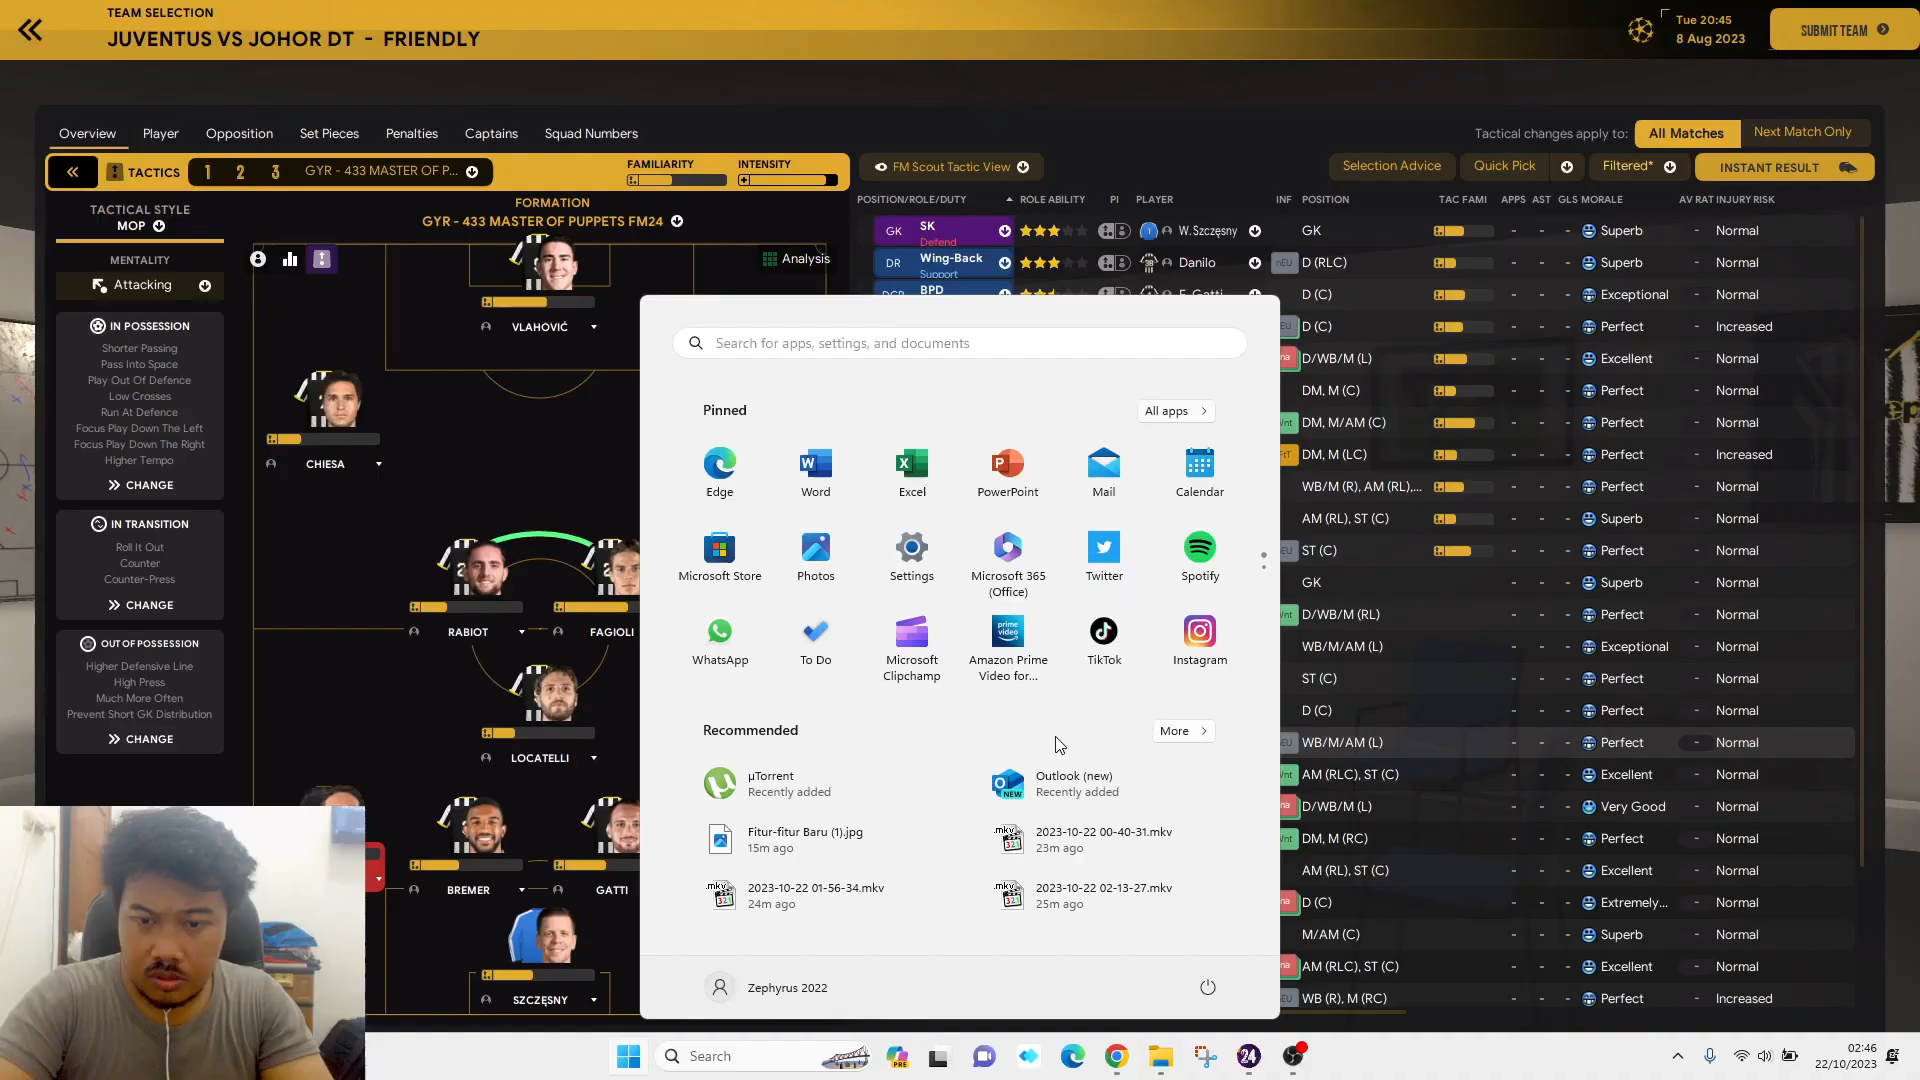 TEAM SELECTION
JUVENTUS VS JOHOR DT - FRIENDLY
Tue 20:45
8 Aug 2023
SUBMIT TEAM
Overview
Player
Opposition
Set Pieces
Penalties
Captains
Squad Numbers
Tactical changes apply to:
All Matches
Next Match Only
TACTICS
1 2 3
GYR - 433 MASTER OF P...
FAMILIARITY
INTENSITY
FM Scout Tactic View
Selection Advice
Quick Pick
Filtered*
INSTANT RESULT
TACTICAL STYLE
MOP
MENTALITY
Attacking
IN POSSESSION
Shorter Passing
Pass Into Space
Play Out Of Defence
Low Crosses
Run At Defence
Focus Play Down The Left
Focus Play Down The Right
Higher Tempo
CHANGE
IN TRANSITION
Roll It Out
Counter
Counter-Press
CHANGE
OUT OF POSSESSION
Higher Defensive Line
High Press
Much More Often
Prevent Short GK Distribution
CHANGE
FORMATION
GYR - 433 MASTER OF PUPPETS FM24
Analysis
VLAHOVIĆ
CHIESA
RABIOT
FAGIOLI
LOCATELLI
BREMER
GATTI
SZCZĘSNY
POSITION/ROLE/DUTY ROLE ABILITY PI PLAYER INF POSITION TAC FAMI APPS AST GLS MORALE AV RAT INJURY RISK
GK SK Defend W. Szczęsny GK - - - Superb - Normal
DR Wing-Back Support Danilo nEU D (RLC) - - - Superb - Normal
BPD F. Gatti D (C) - - - Exceptional - Normal
D (C) - - - Perfect - Increased
D/WB/M (L) - - - Excellent - Normal
DM, M (C) - - - Perfect - Normal
DM, M/AM (C) - - - Perfect - Normal
DM, M (LC) - - - Perfect - Increased
WB/M (R), AM (RL),... - - - Perfect - Normal
AM (RL), ST (C) - - - Superb - Normal
ST (C) - - - Perfect - Normal
GK - - - Superb - Normal
D/WB/M (RL) - - - Perfect - Normal
WB/M/AM (L) - - - Exceptional - Normal
ST (C) - - - Perfect - Normal
D (C) - - - Perfect - Normal
WB/M/AM (L) - - - Perfect - Normal
AM (RLC), ST (C) - - - Excellent - Normal
D/WB/M (L) - - - Very Good - Normal
DM, M (RC) - - - Perfect - Normal
AM (RL), ST (C) - - - Excellent - Normal
D (C) - - - Extremely... - Normal
M/AM (C) - - - Superb - Normal
AM (RLC), ST (C) - - - Excellent - Normal
WB (R), M (RC) - - - Perfect - Increased
Search for apps, settings, and documents
Pinned
All apps
Edge
Word
Excel
PowerPoint
Mail
Calendar
Microsoft Store
Photos
Settings
Microsoft 365
(Office)
Twitter
Spotify
WhatsApp
To Do
Microsoft
Clipchamp
prime video
Amazon Prime
Video for...
TikTok
Instagram
Recommended
More
µTorrent
Recently added
Outlook (new)
Recently added
Fitur-fitur Baru (1).jpg
15m ago
2023-10-22 00-40-31.mkv
23m ago
2023-10-22 01-56-34.mkv
24m ago
2023-10-22 02-13-27.mkv
25m ago
Zephyrus 2022
Search
PRE
24
02:46
22/10/2023